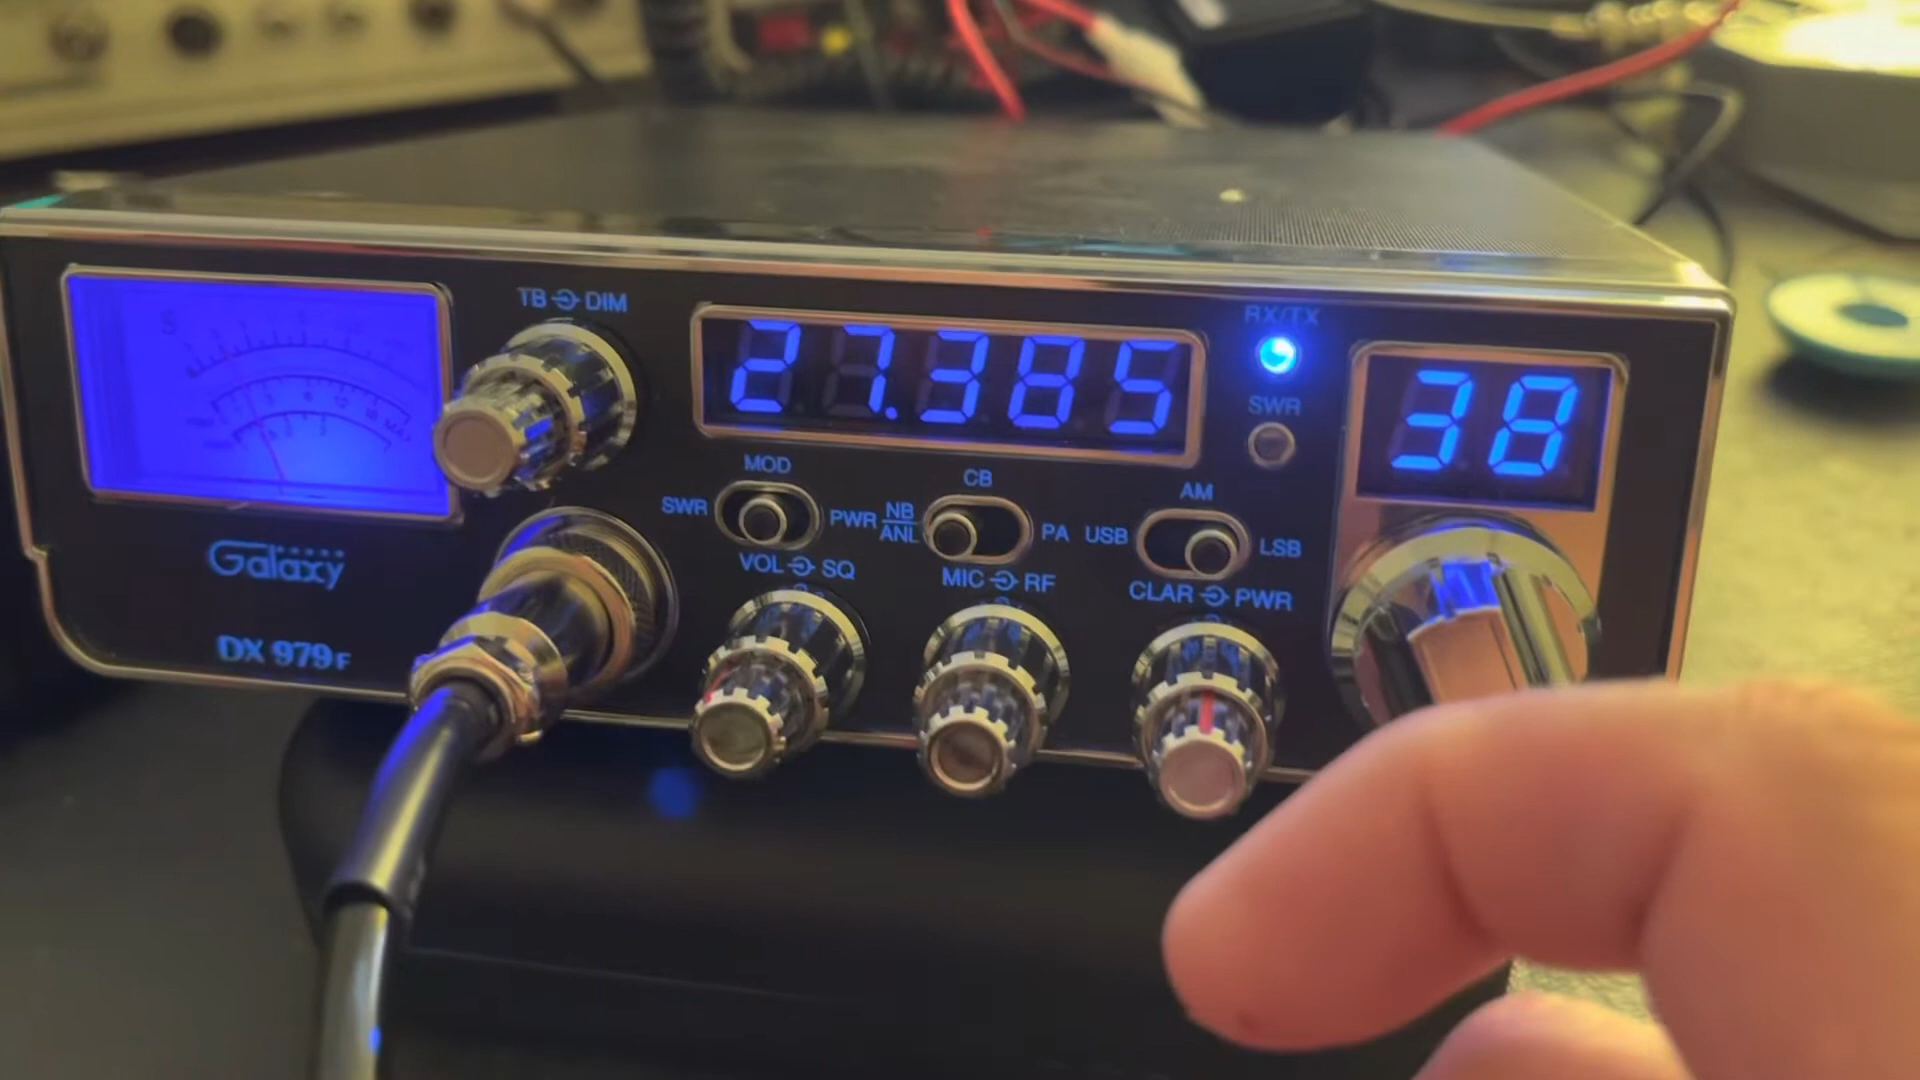 TB DIM
27.385
RX/TX
SWR
38
MOD
SWR PWR
CB
NB
ANL
PA
AM
USB LSB
VOL SQ
MIC RF
CLAR PWR
Galaxy
DX 979F
S